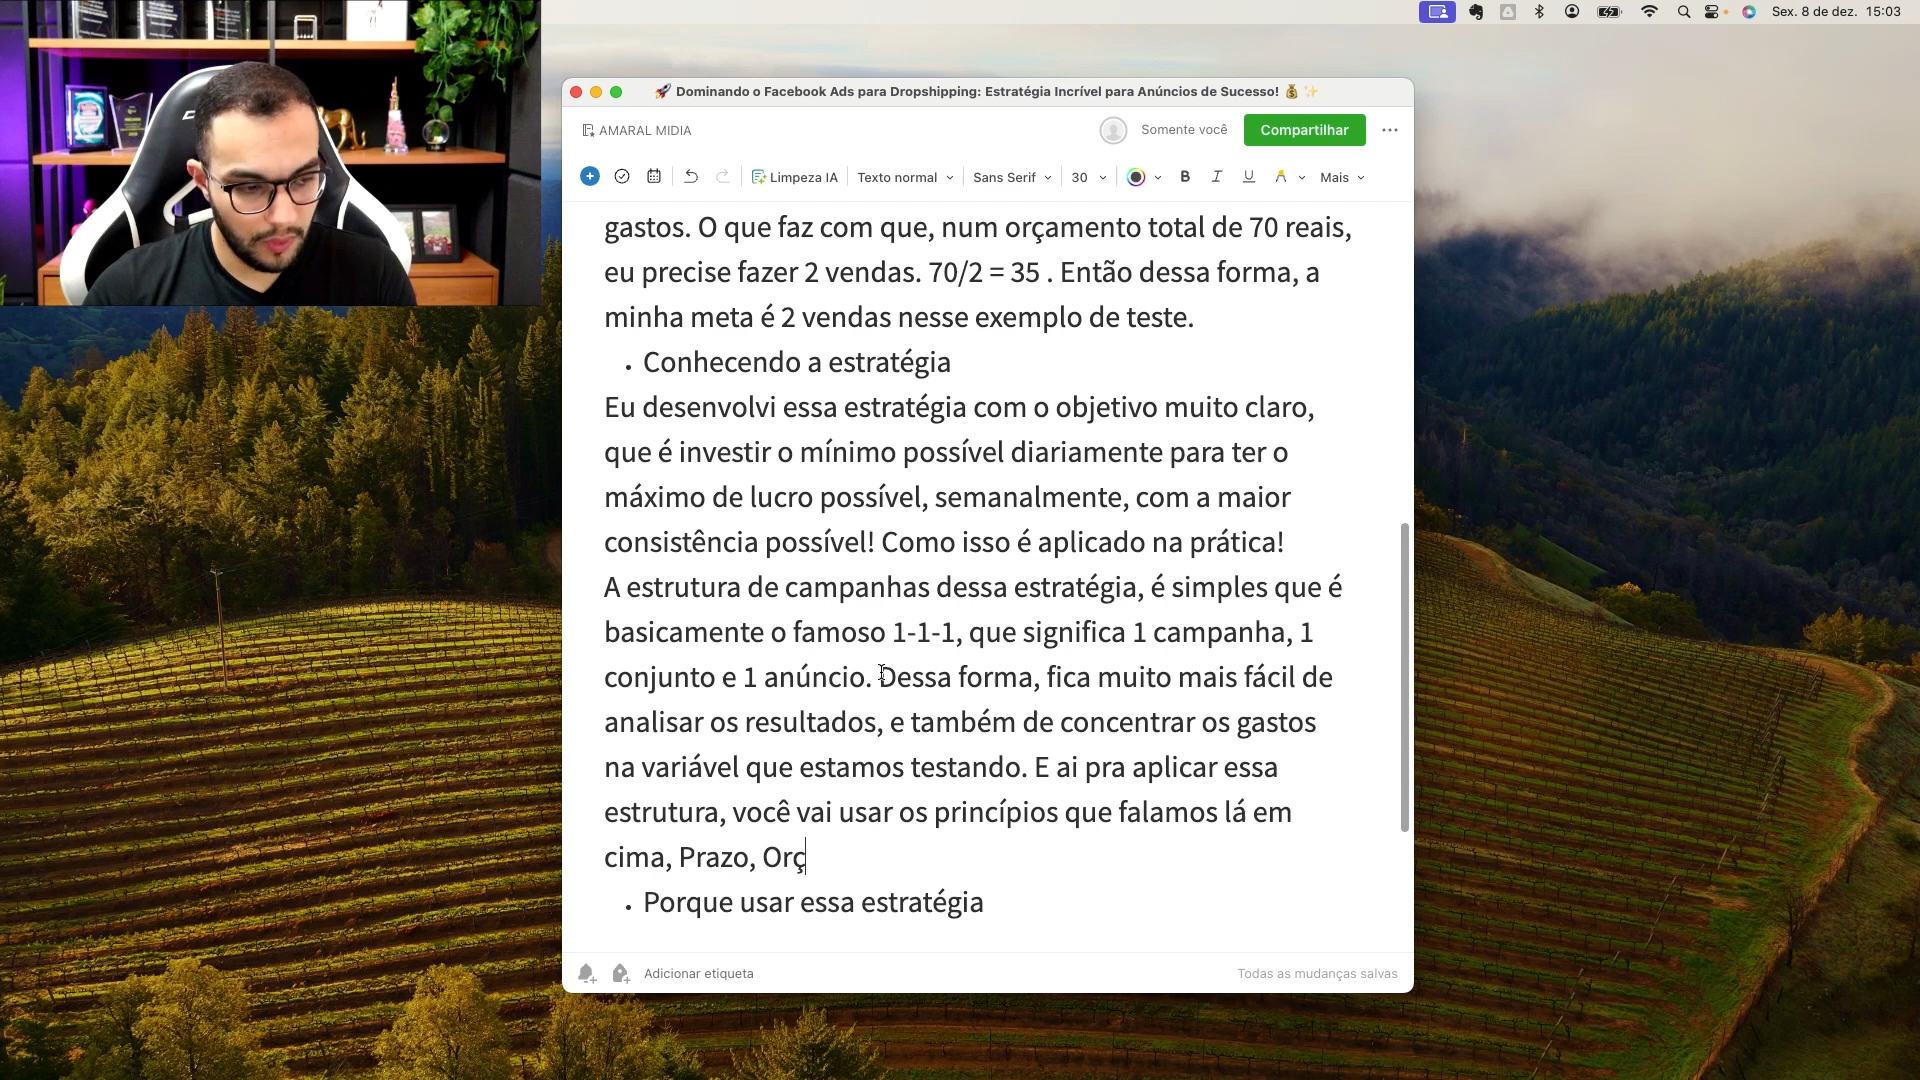 Sex. 8 de dez. 15:03
🚀 Dominando o Facebook Ads para Dropshipping: Estratégia Incrível para Anúncios de Sucesso! 💰 ✨
AMARAL MIDIA
Somente você
Compartilhar
Limpeza IA
Texto normal
Sans Serif
30
B I U
Mais
gastos. O que faz com que, num orçamento total de 70 reais,
eu precise fazer 2 vendas. 70/2 = 35 . Então dessa forma, a
minha meta é 2 vendas nesse exemplo de teste.
• Conhecendo a estratégia
Eu desenvolvi essa estratégia com o objetivo muito claro,
que é investir o mínimo possível diariamente para ter o
máximo de lucro possível, semanalmente, com a maior
consistência possível! Como isso é aplicado na prática!
A estrutura de campanhas dessa estratégia, é simples que é
basicamente o famoso 1-1-1, que significa 1 campanha, 1
conjunto e 1 anúncio. Dessa forma, fica muito mais fácil de
analisar os resultados, e também de concentrar os gastos
na variável que estamos testando. E ai pra aplicar essa
estrutura, você vai usar os princípios que falamos lá em
cima, Prazo, Orç
• Porque usar essa estratégia
Adicionar etiqueta
Todas as mudanças salvas